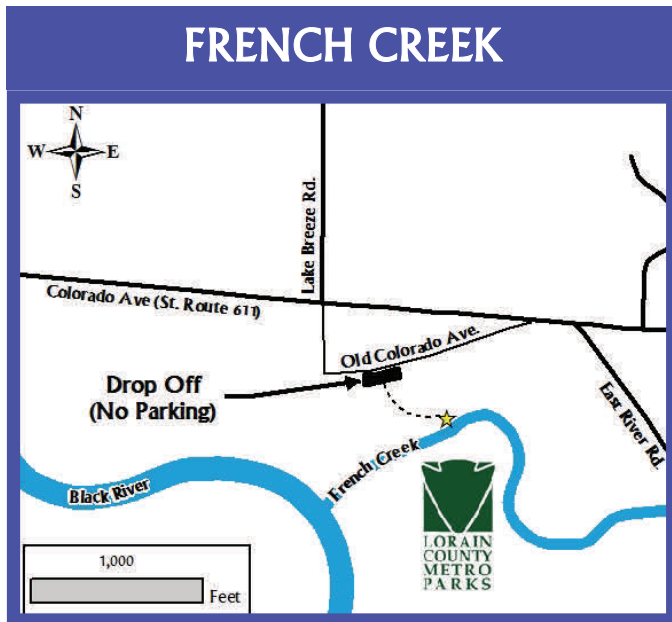 FRENCH CREEK
N
W E
S
Lake Breeze Rd.
Colorado Ave (St. Route 611)
Old Colorado Ave.
Drop Off
(No Parking)
East River Rd.
French Creek
Black River
LORAIN
COUNTY
METRO
PARKS
1,000
Feet